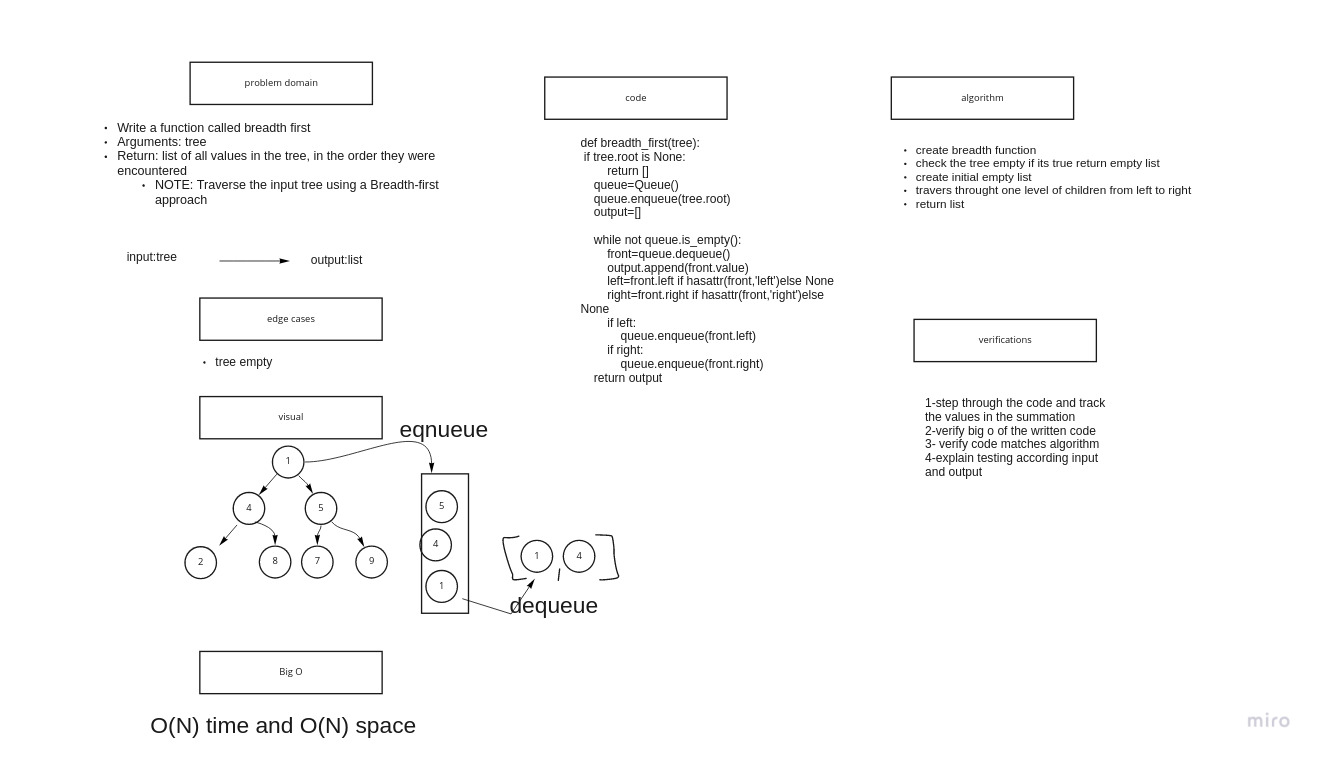 problem domain
• Write a function called breadth first
• Arguments: tree
• Return: list of all values in the tree, in the order they were
encountered
• NOTE: Traverse the input tree using a Breadth-first
approach
input:tree
output:list
edge cases
• tree empty
visual
eqnueue
1
4
5
2
8
7
9
5
4
1
[ 1 , 4 ]
dequeue
Big O
O(N) time and O(N) space
code
def breadth_first(tree):
if tree.root is None:
return []
queue=Queue()
queue.enqueue(tree.root)
output=[]
while not queue.is_empty():
front=queue.dequeue()
output.append(front.value)
left=front.left if hasattr(front,'left')else None
right=front.right if hasattr(front,'right')else
None
if left:
queue.enqueue(front.left)
if right:
queue.enqueue(front.right)
return output
algorithm
• create breadth function
• check the tree empty if its true return empty list
• create initial empty list
• travers throught one level of children from left to right
• return list
verifications
1-step through the code and track
the values in the summation
2-verify big o of the written code
3- verify code matches algorithm
4-explain testing according input
and output
miro